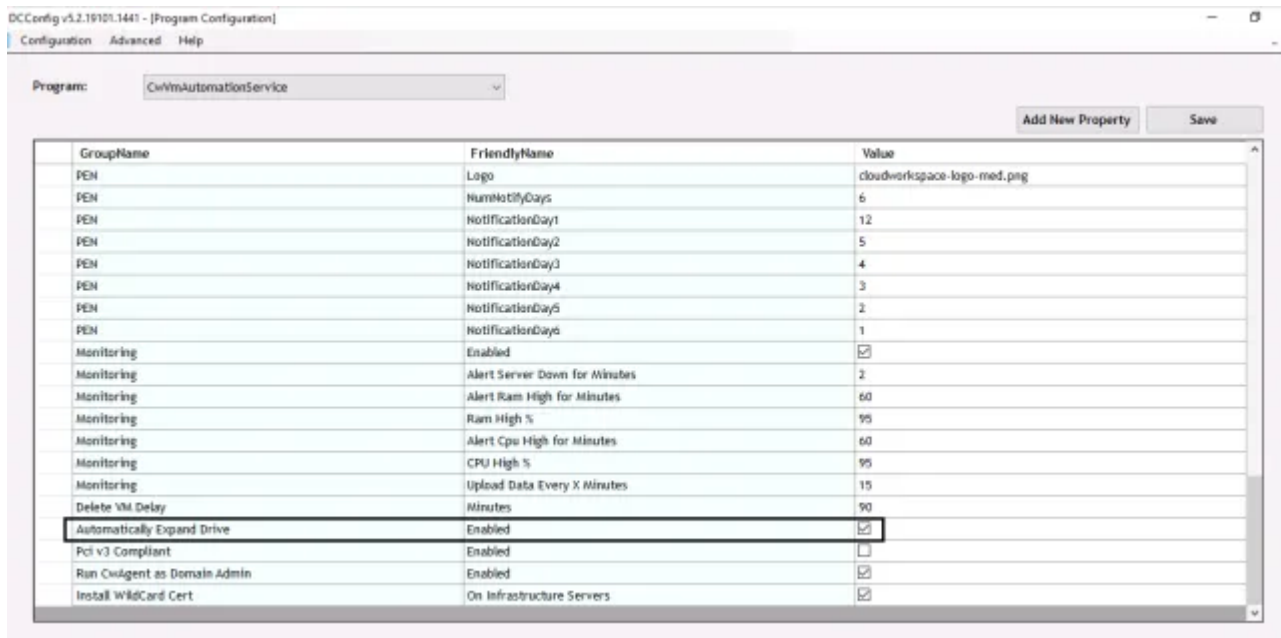 DCConfig v5.2.19101.1441 - [Program Configuration]
Configuration Advanced Help
Program: CwVmAutomationService
Add New Property Save
GroupName FriendlyName Value
PEN Logo cloudworkspace-logo-med.png
PEN NumNotifyDays 6
PEN NotificationDay1 12
PEN NotificationDay2 5
PEN NotificationDay3 4
PEN NotificationDay4 3
PEN NotificationDay5 2
PEN NotificationDay6 1
Monitoring Enabled
Monitoring Alert Server Down for Minutes 2
Monitoring Alert Ram High for Minutes 60
Monitoring Ram High % 95
Monitoring Alert Cpu High for Minutes 60
Monitoring CPU High % 95
Monitoring Upload Data Every X Minutes 15
Delete VM Delay Minutes 90
Automatically Expand Drive Enabled
Pci v3 Compliant Enabled
Run CwAgent as Domain Admin Enabled
Install WildCard Cert On Infrastructure Servers